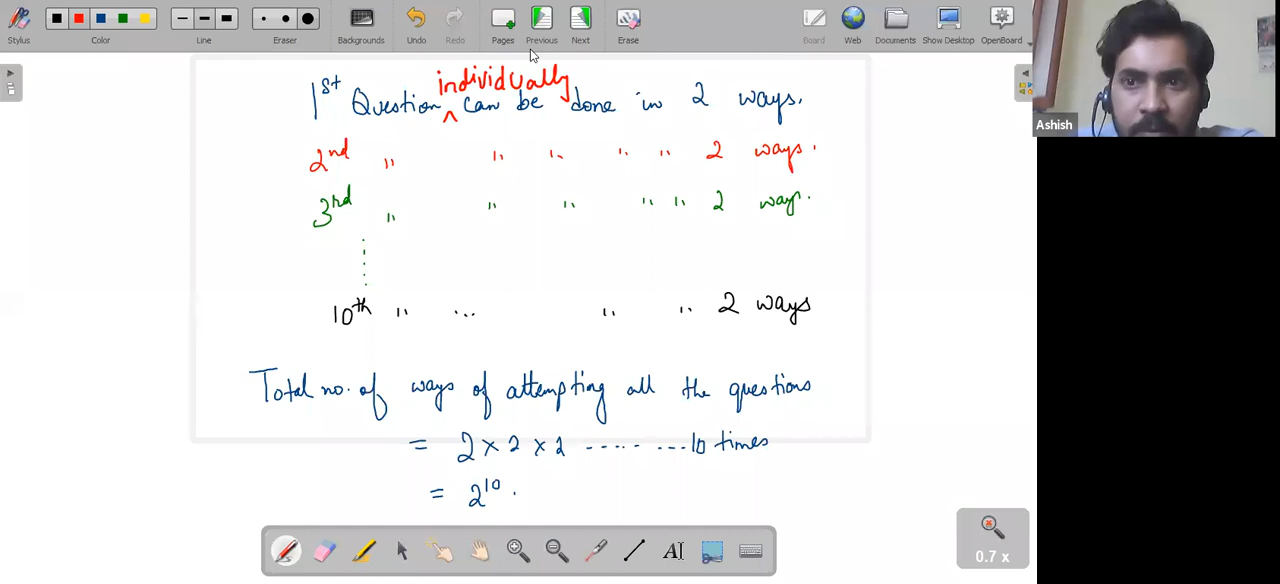 Stylus
Color
Line
Eraser
Backgrounds
Undo
Redo
Pages
Previous
Next
Erase
Board
Web
Documents
Show Desktop
OpenBoard
Ashish
individually
1st Question ^ can be done in 2 ways.
2nd " " " " " 2 ways.
3rd " " " " " 2 ways.
10th " ... " " 2 ways
Total no. of ways of attempting all the questions
= 2 × 2 × 2 ---------- 10 times
= 2^10.
AI
0.7 x